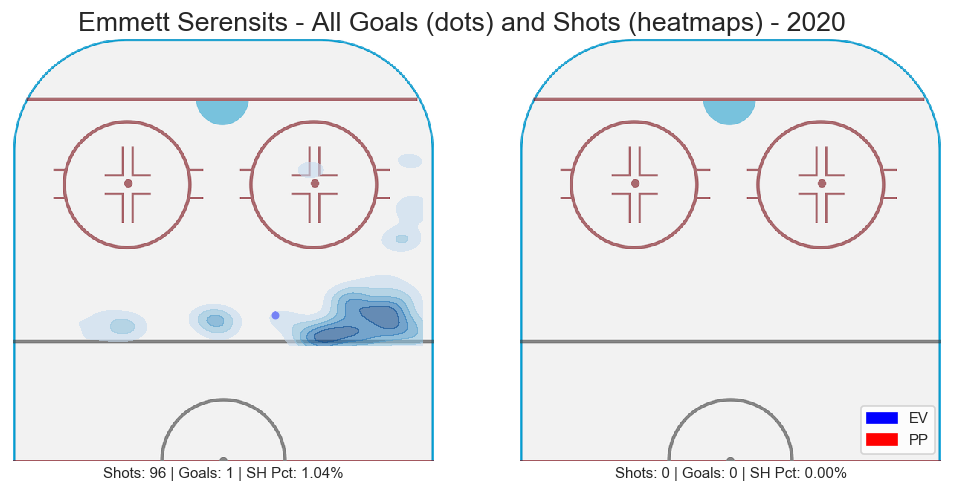 Emmett Serensits - All Goals (dots) and Shots (heatmaps) - 2020
EV
PP
Shots: 96 | Goals: 1 | SH Pct: 1.04%
Shots: 0 | Goals: 0 | SH Pct: 0.00%